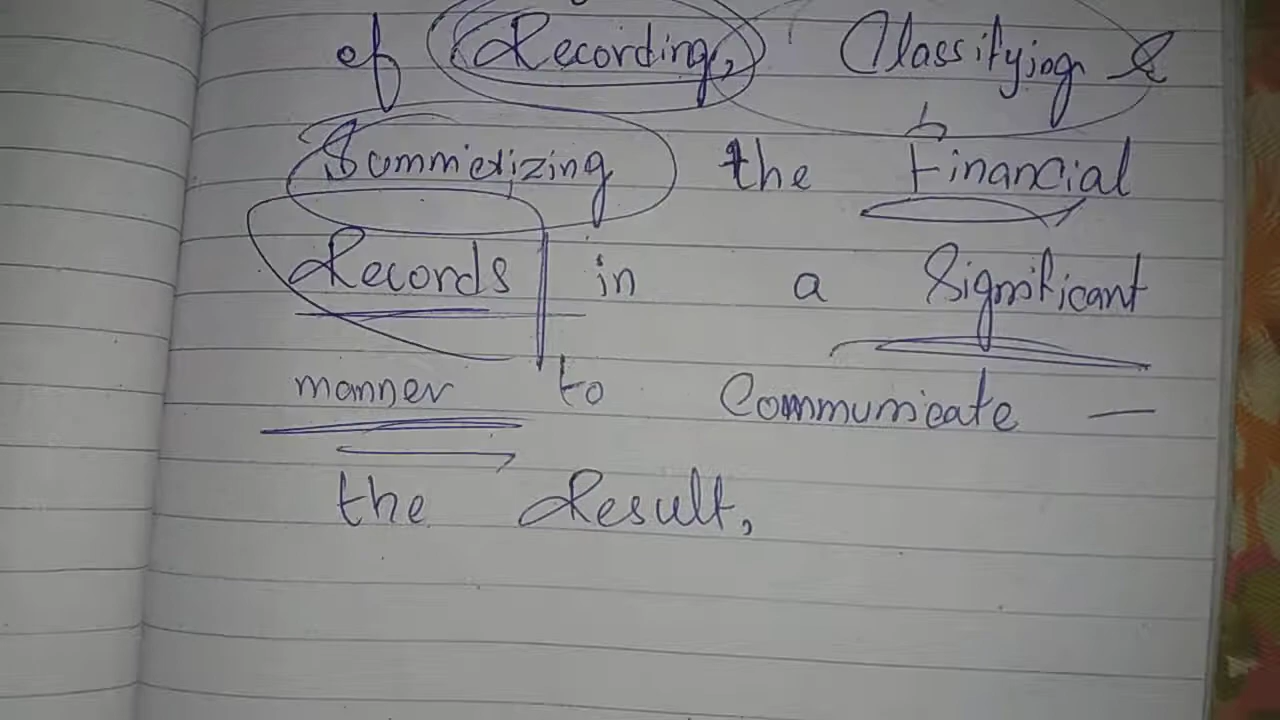 of Recording, Classifying &
Summerizing the Financial
Records in a Significant
manner to Communicate —
the Result,